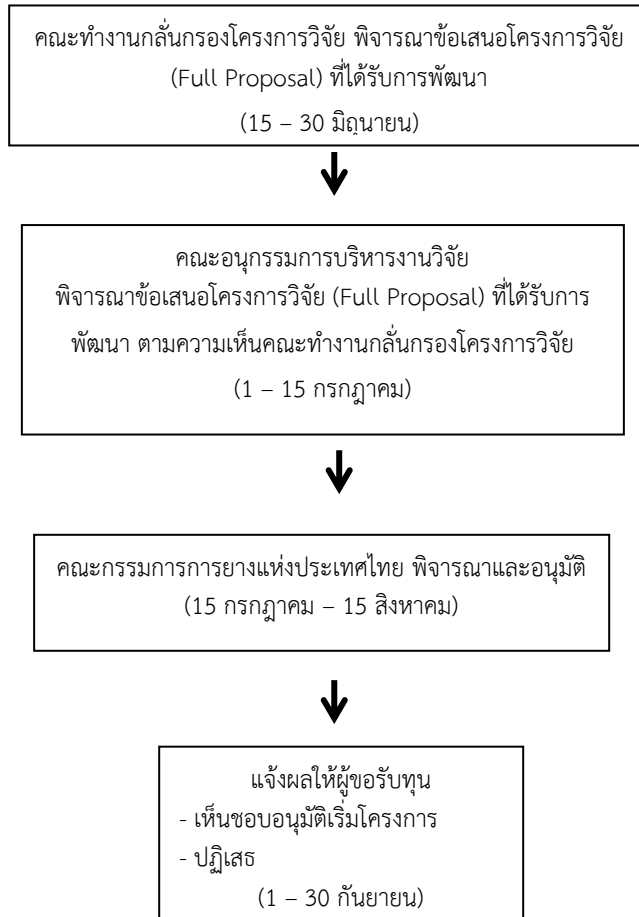 คณะทำงานกลั่นกรองโครงการวิจัย พิจารณาข้อเสนอโครงการวิจัย
(Full Proposal) ที่ได้รับการพัฒนา
(15 – 30 มิถุนายน)
คณะอนุกรรมการบริหารงานวิจัย
พิจารณาข้อเสนอโครงการวิจัย (Full Proposal) ที่ได้รับการ
พัฒนา ตามความเห็นคณะทำงานกลั่นกรองโครงการวิจัย
(1 – 15 กรกฎาคม)
คณะกรรมการการยางแห่งประเทศไทย พิจารณาและอนุมัติ
(15 กรกฎาคม – 15 สิงหาคม)
แจ้งผลให้ผู้ขอรับทุน
- เห็นชอบอนุมัติเริ่มโครงการ
- ปฏิเสธ
(1 – 30 กันยายน)